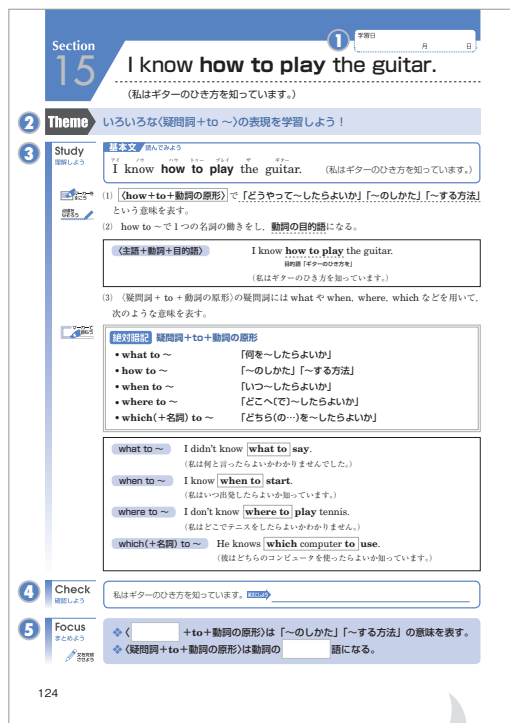 Section
15
1
学習日
月 日
I know how to play the guitar.
(私はギターのひき方を知っています。)
2 Theme いろいろな〈疑問詞+to ~〉の表現を学習しよう!
3 Study
理解しよう
基本文 読んでみよう
アイ ノウ ハウ トゥー プレイ ザ ギター
I know how to play the guitar. (私はギターのひき方を知っています。)
(1) 〈how+to+動詞の原形〉で「どうやって~したらよいか」「~のしかた」「~する方法」
という意味を表す。
(2) how to ~で1つの名詞の働きをし、動詞の目的語になる。
〈主語+動詞+目的語〉 I know how to play the guitar.
目的語「ギターのひき方を」
(私はギターのひき方を知っています。)
(3) 〈疑問詞 + to + 動詞の原形〉の疑問詞には what や when, where, which などを用いて,
次のような意味を表す。
絶対暗記 疑問詞+to+動詞の原形
• what to ~ 「何を~したらよいか」
• how to ~ 「~のしかた」「~する方法」
• when to ~ 「いつ~したらよいか」
• where to ~ 「どこへ〔で〕~したらよいか」
• which(+名詞) to ~ 「どちら(の…)を~したらよいか」
what to ~ I didn't know what to say.
(私は何と言ったらよいかわかりませんでした。)
when to ~ I know when to start.
(私はいつ出発したらよいか知っています。)
where to ~ I don't know where to play tennis.
(私はどこでテニスをしたらよいかわかりません。)
which(+名詞) to ~ He knows which computer to use.
(彼はどちらのコンピュータを使ったらよいか知っています。)
4 Check
確認しよう
私はギターのひき方を知っています。
5 Focus
まとめよう
文を完成させよう
❖〈 +to+動詞の原形〉は「~のしかた」「~する方法」の意味を表す。
❖〈疑問詞+to+動詞の原形〉は動詞の 語になる。
124